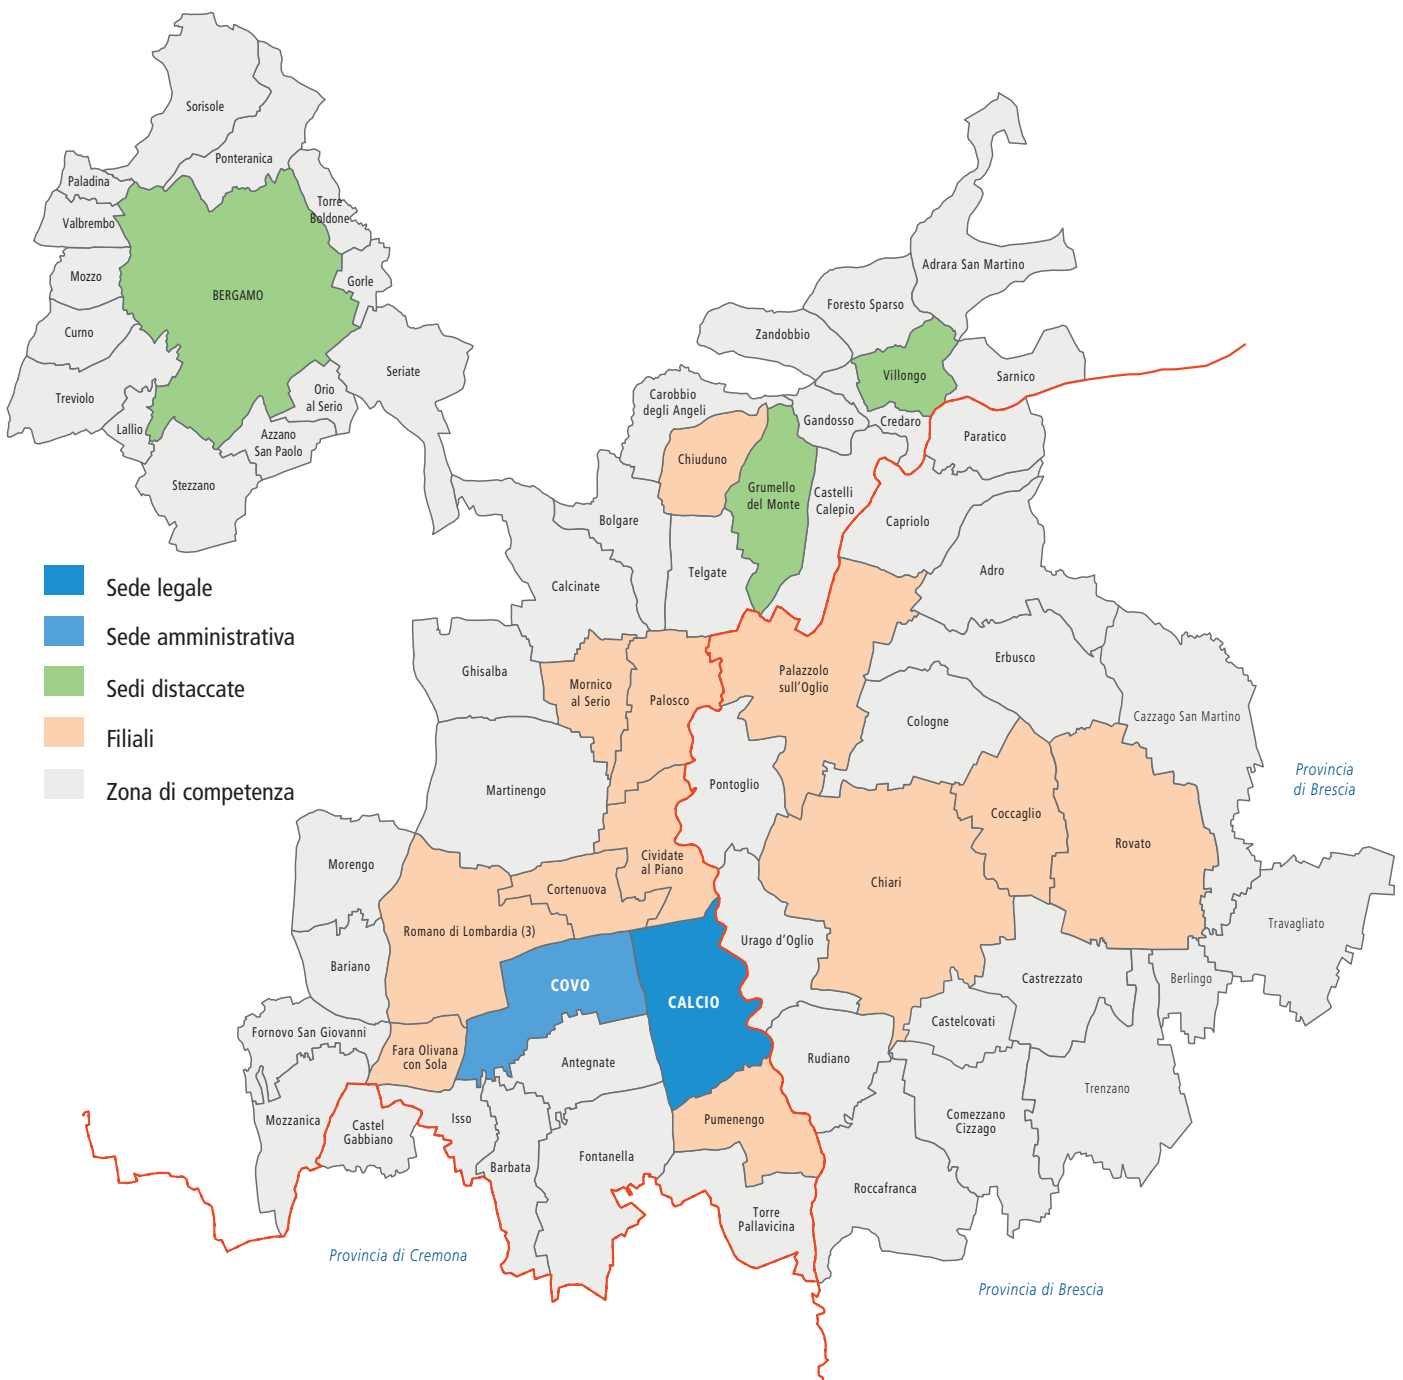 Sorisole
Ponteranica
Paladina
Torre
Boldone
Valbrembo
Mozzo
Gorle
BERGAMO
Curno
Seriate
Treviolo
Orio
al Serio
Lallio
Azzano
San Paolo
Stezzano
Adrara San Martino
Foresto Sparso
Zandobbio
Villongo
Sarnico
Carobbio
degli Angeli
Gandosso
Credaro
Paratico
Chiuduno
Grumello
del Monte
Castelli
Calepio
Capriolo
Bolgare
Telgate
Calcinate
Adro
Sede legale
Sede amministrativa
Sedi distaccate
Filiali
Zona di competenza
Ghisalba
Mornico
al Serio
Palosco
Palazzolo
sull'Oglio
Erbusco
Cologne
Cazzago San Martino
Provincia
di Brescia
Martinengo
Pontoglio
Coccaglio
Rovato
Morengo
Cividate
al Piano
Cortenuova
Chiari
Travagliato
Romano di Lombardia (3)
Urago d'Oglio
Bariano
COVO
CALCIO
Castrezzato
Berlingo
Castelcovati
Fornovo San Giovanni
Fara Olivana
con Sola
Antegnate
Rudiano
Trenzano
Mozzanica
Castel
Gabbiano
Isso
Pumenengo
Comezzano
Cizzago
Barbata
Fontanella
Roccafranca
Torre
Pallavicina
Provincia di Cremona
Provincia di Brescia